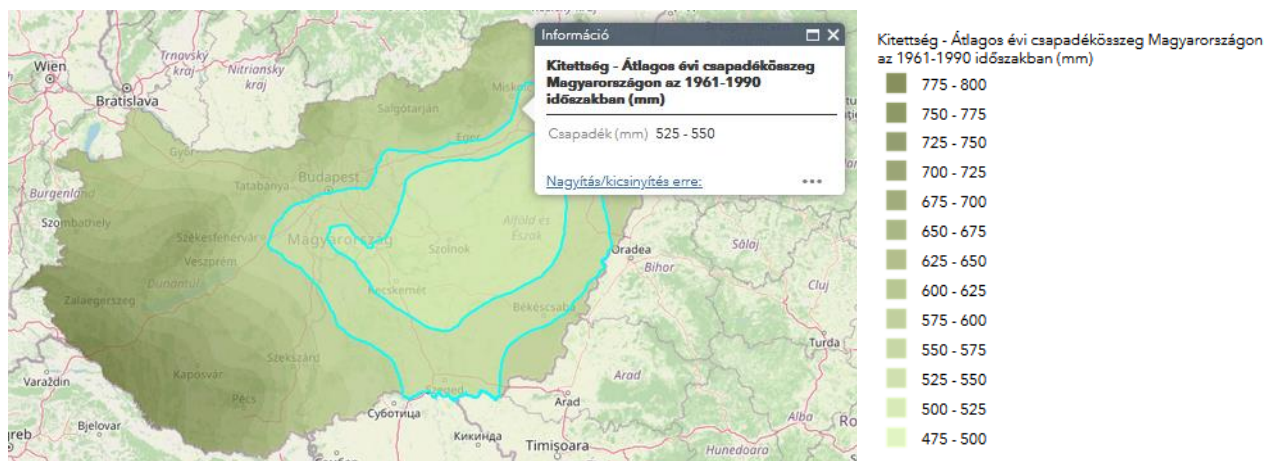 Wien
Trnavský
kraj
Nitriansky
kraj
Bratislava
Salgótarján
Eger
Győr
Budapest
Tatabánya
Burgenland
Szombathely
Székesfehérvár
Magyarország
Veszprém
Szolnok
Alföld és
Észak
Dunántúl
Zalaegerszeg
Kecskemét
Békéscsaba
Oradea
Bihor
Sălaj
Cluj
Turda
Szekszárd
Kaposvár
Pécs
Szeged
Varaždin
Bjelovar
greb
Суботица
Кикинда
Timișoara
Arad
Arad
Alba
Hunedoara
Ro
Információ
Kitettség - Átlagos évi csapadékösszeg
Magyarországon az 1961-1990
időszakban (mm)
Csapadék (mm) 525 - 550
Nagyítás/kicsinyítés erre:
Kitettség - Átlagos évi csapadékösszeg Magyarországon
az 1961-1990 időszakban (mm)
775 - 800
750 - 775
725 - 750
700 - 725
675 - 700
650 - 675
625 - 650
600 - 625
575 - 600
550 - 575
525 - 550
500 - 525
475 - 500